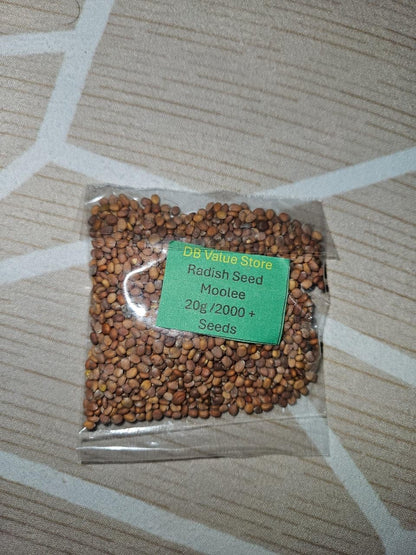 DB Value Store
Radish Seed
Moolee
20g /2000 +
Seeds